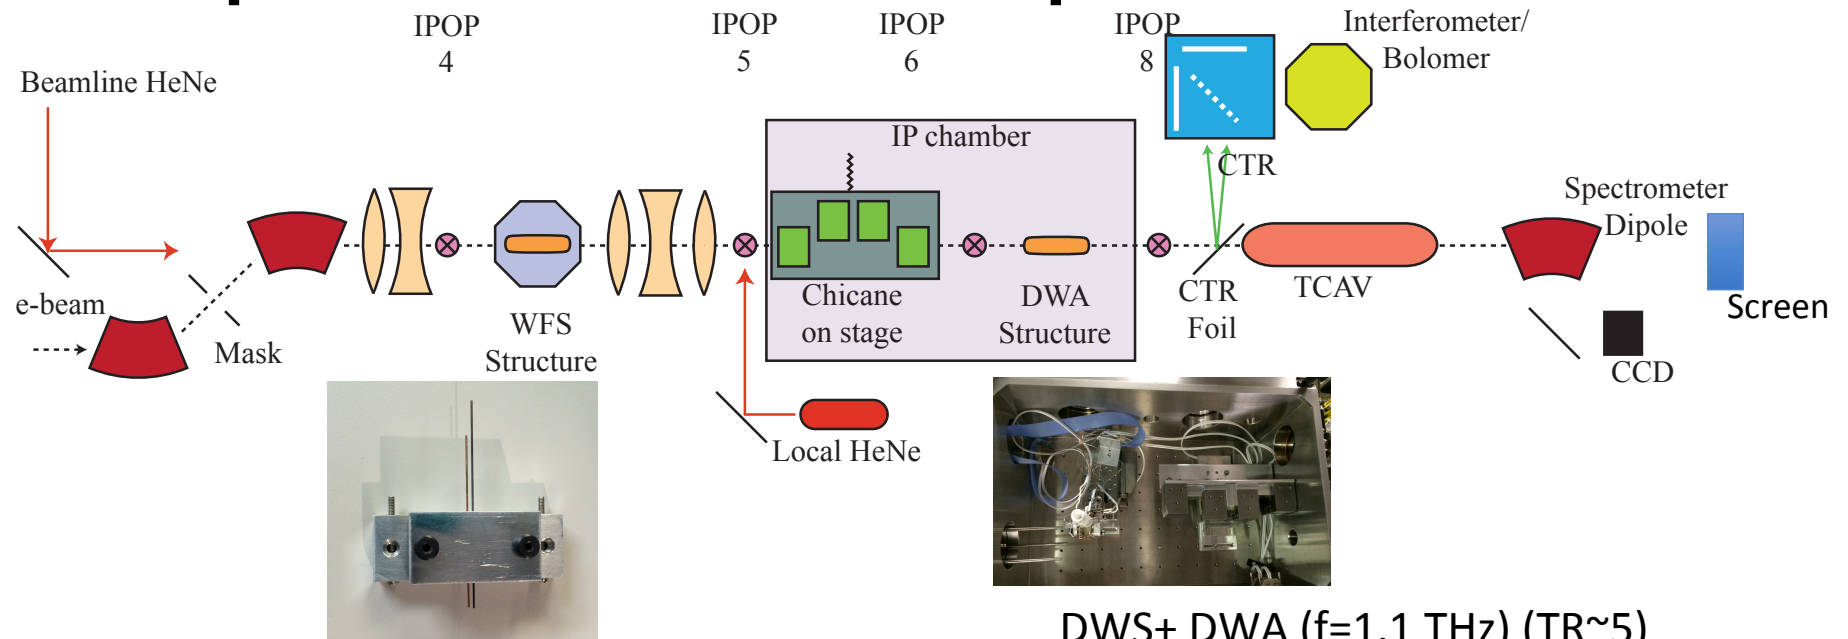 IPOP
4
IPOP
5
IPOP
6
IPOP
8
Interferometer/
Bolomer
Beamline HeNe
IP chamber
CTR
Spectrometer
Dipole
e-beam
Mask
WFS
Structure
Chicane
on stage
DWA
Structure
CTR
Foil
TCAV
Screen
CCD
Local HeNe
DWS+ DWA (f=1.1 THz) (TR~5)